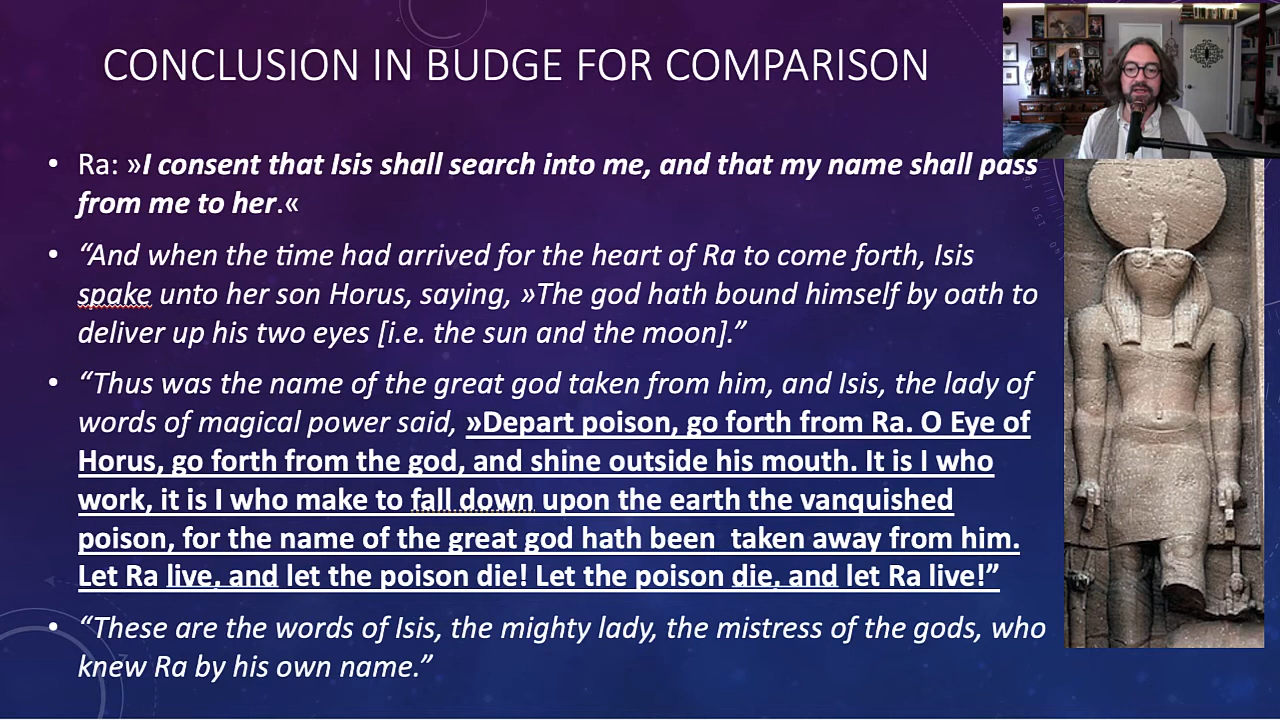 CONCLUSION IN BUDGE FOR COMPARISON
• Ra: »I consent that Isis shall search into me, and that my name shall pass
from me to her.«
• “And when the time had arrived for the heart of Ra to come forth, Isis
spake unto her son Horus, saying, »The god hath bound himself by oath to
deliver up his two eyes [i.e. the sun and the moon].”
• “Thus was the name of the great god taken from him, and Isis, the lady of
words of magical power said, »Depart poison, go forth from Ra. O Eye of
Horus, go forth from the god, and shine outside his mouth. It is I who
work, it is I who make to fall down upon the earth the vanquished
poison, for the name of the great god hath been  taken away from him.
Let Ra live, and let the poison die! Let the poison die, and let Ra live!”
• “These are the words of Isis, the mighty lady, the mistress of the gods, who
knew Ra by his own name.”